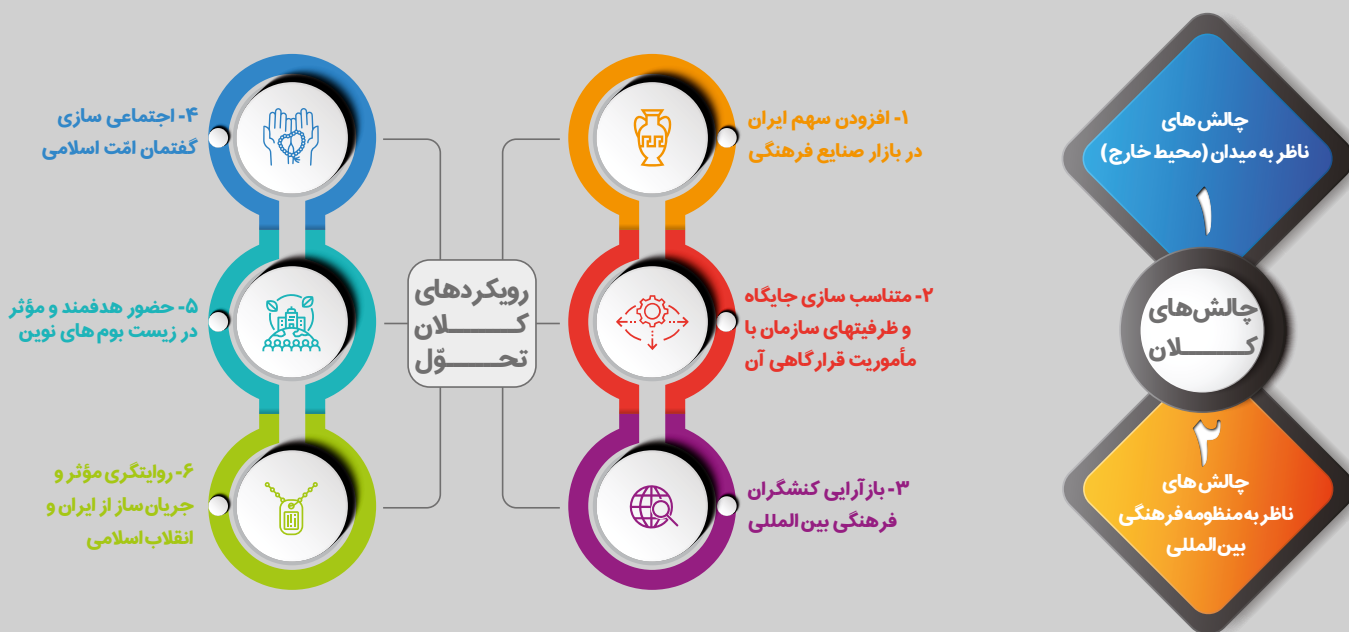 چالش‌های
ناظر به میدان (محیط خارج)
۱
چالش‌های
کـــــلان
۲
چالش‌های
ناظر به منظومه فرهنگی
بین‌المللی
۱- افزودن سهم ایران
در بازار صنایع فرهنگی
۲- متناسب سازی جایگاه
و ظرفیتهای سازمان با
مأموریت قرارگاهی آن
۳- بازآرایی کنشگران
فرهنگی بین‌المللی
رویکردهای
کـــــلان
تحـــــوّل
۴- اجتماعی سازی
گفتمان امّت اسلامی
۵- حضور هدفمند و مؤثر
در زیست بوم های نوین
۶- روایتگری مؤثر و
جریان ساز از ایران و
انقلاب اسلامی